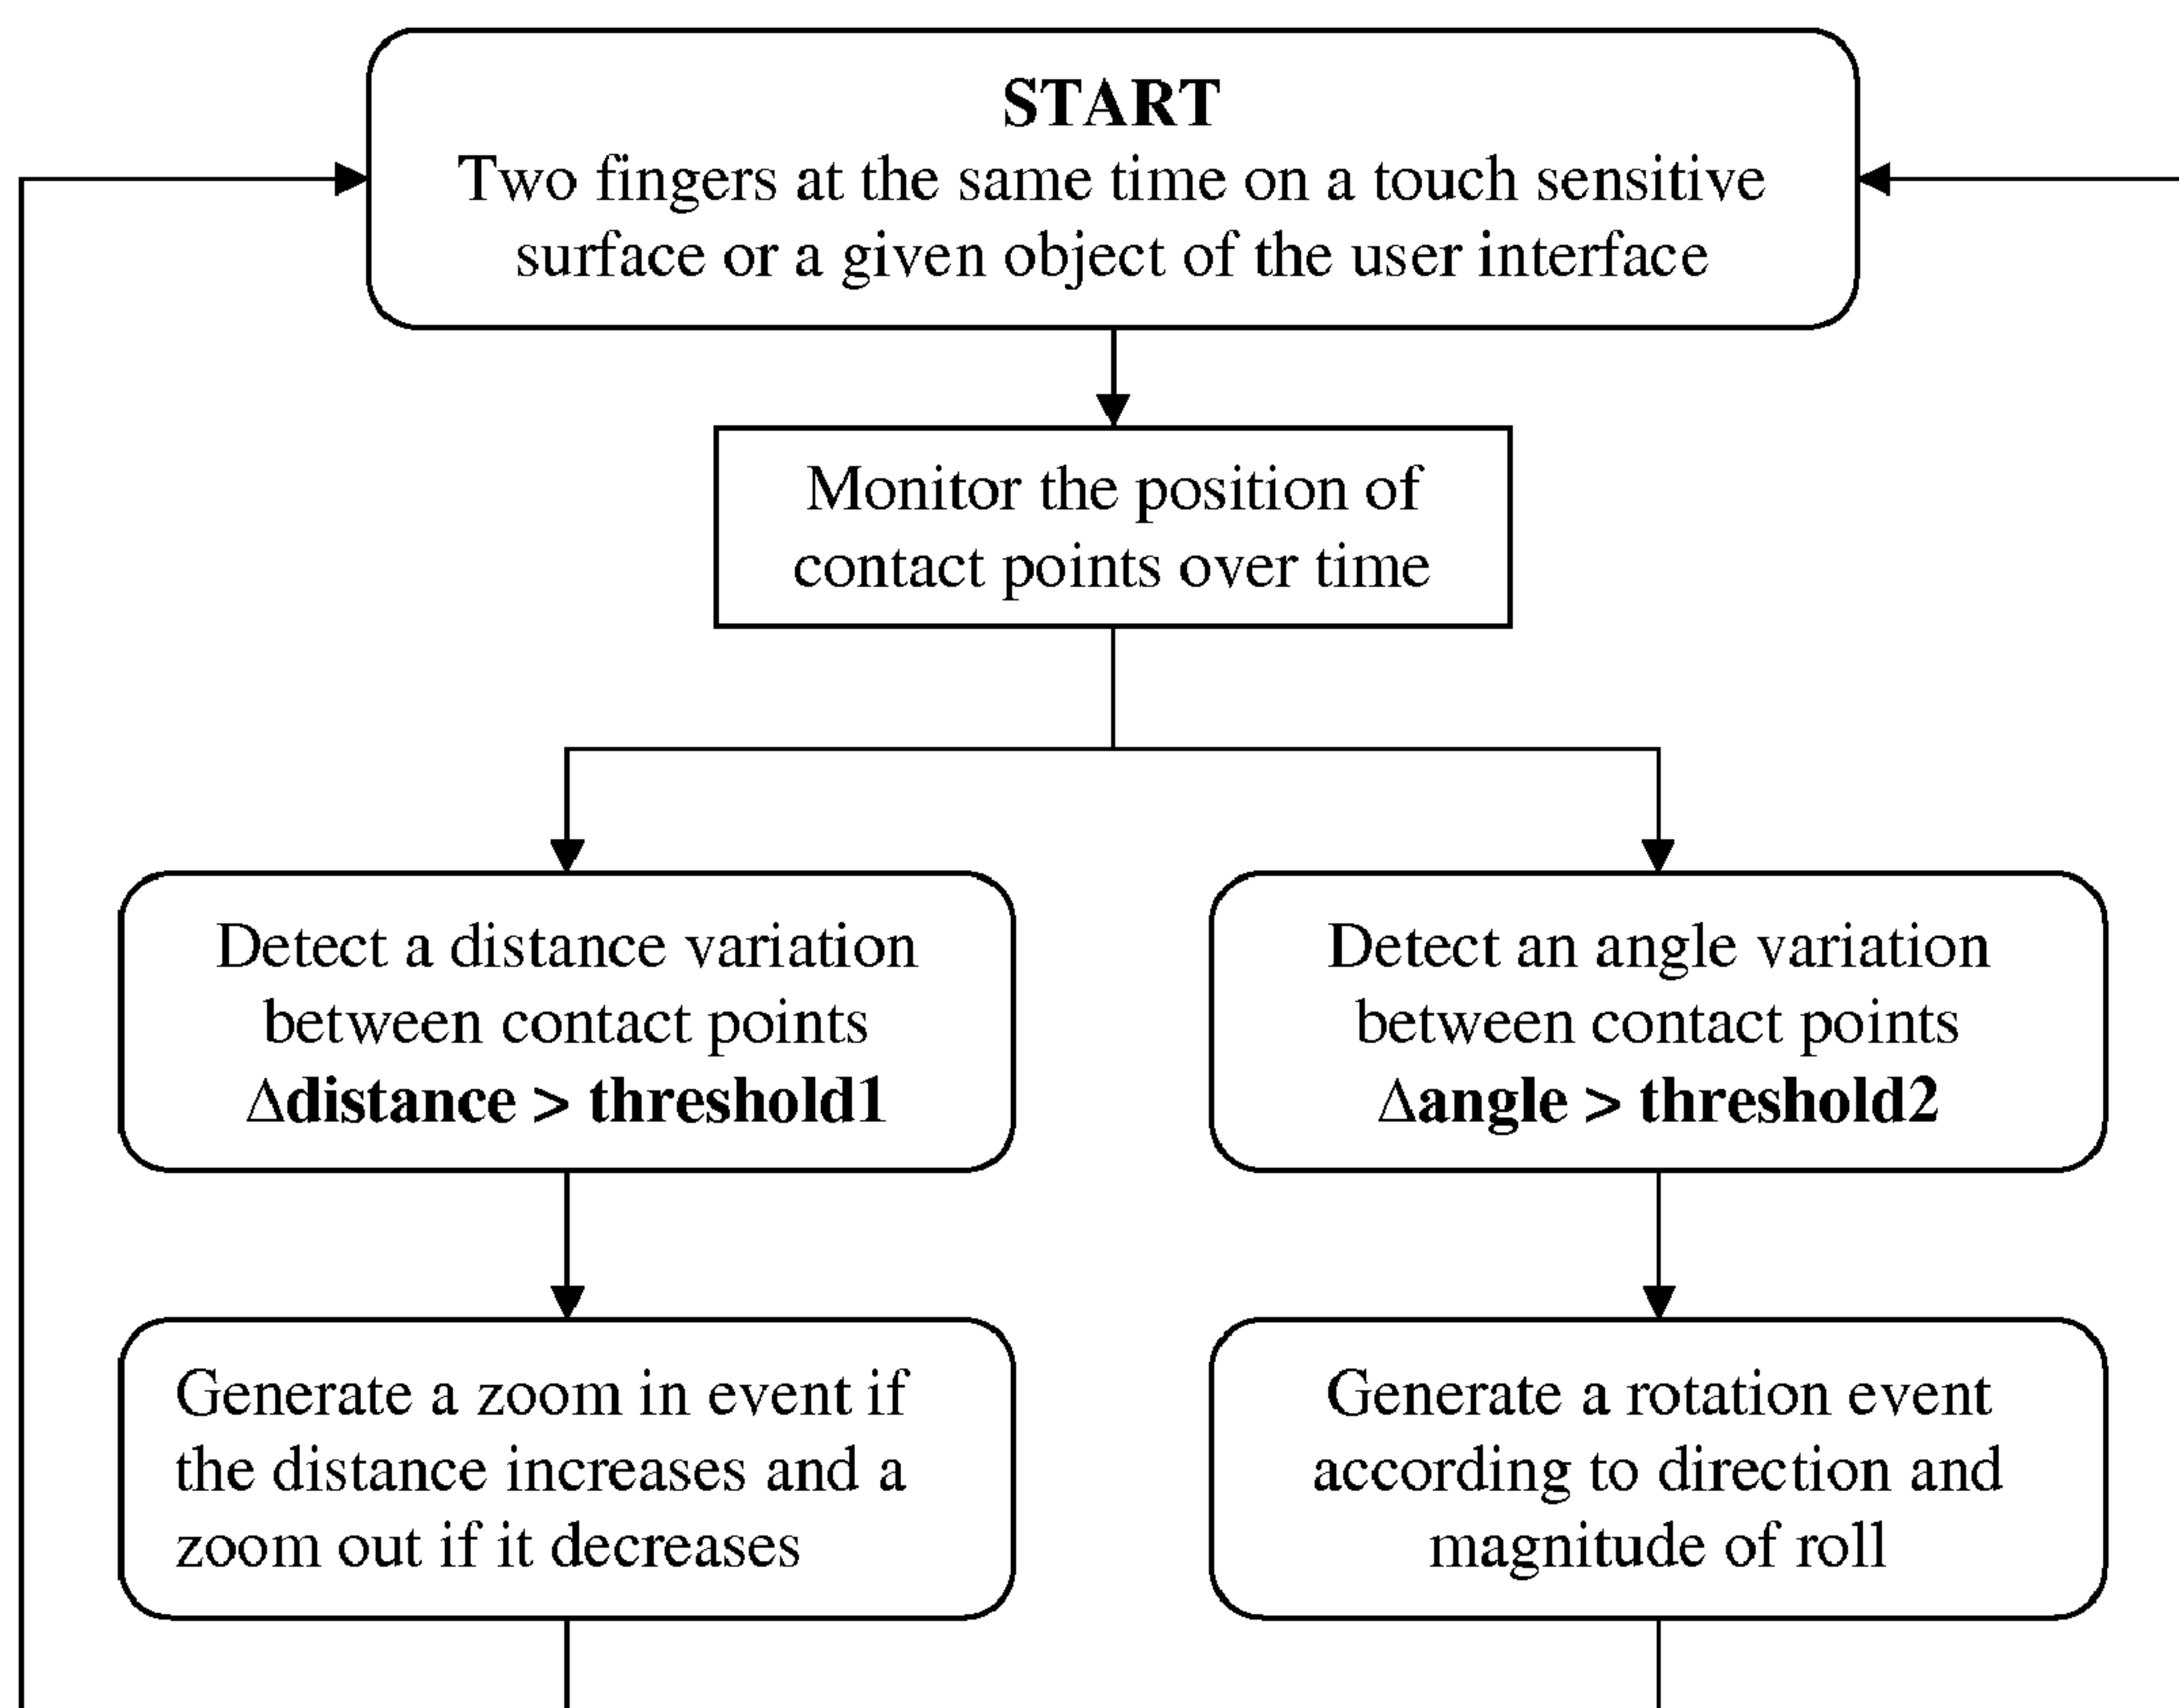 START
Two fingers at the same time on a touch sensitive
surface or a given object of the user interface
Monitor the position of
contact points over time
Detect a distance variation
between contact points
Δdistance > threshold1
Detect an angle variation
between contact points
Δangle > threshold2
Generate a zoom in event if
the distance increases and a
zoom out if it decreases
Generate a rotation event
according to direction and
magnitude of roll